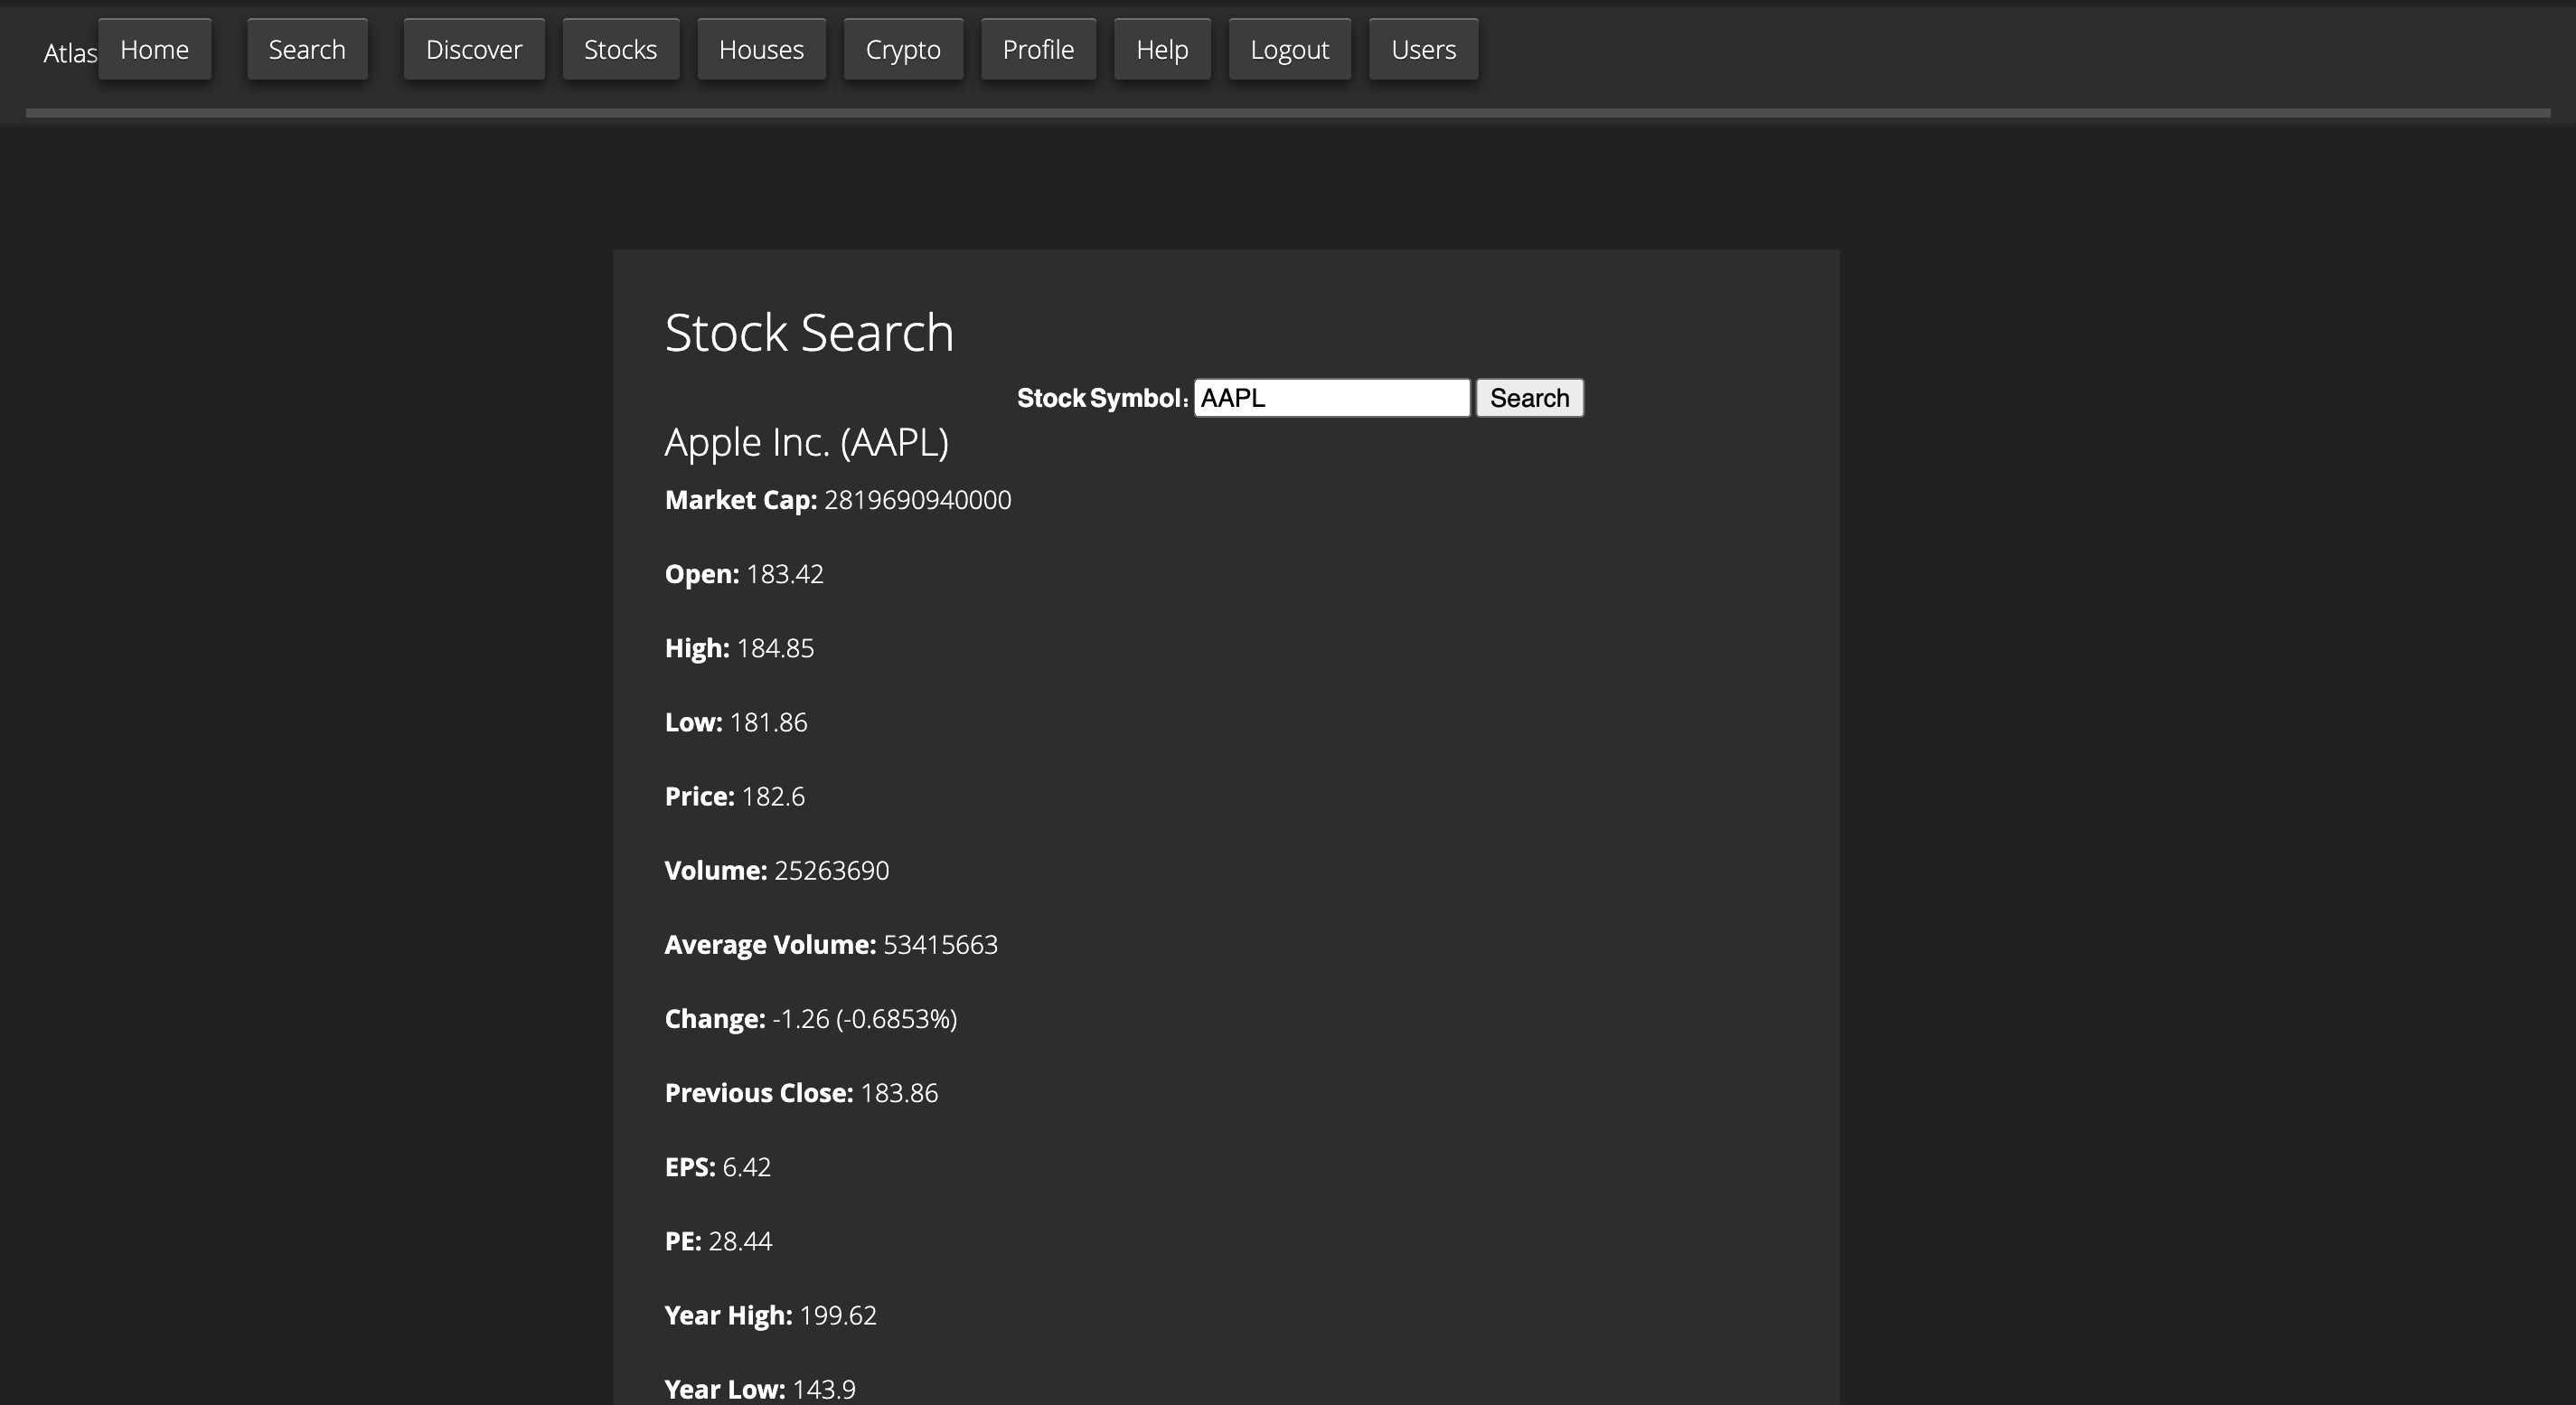 Atlas Home Search Discover Stocks Houses Crypto Profile Help Logout Users
Stock Search
Stock Symbol: AAPL Search
Apple Inc. (AAPL)
Market Cap: 2819690940000
Open: 183.42
High: 184.85
Low: 181.86
Price: 182.6
Volume: 25263690
Average Volume: 53415663
Change: -1.26 (-0.6853%)
Previous Close: 183.86
EPS: 6.42
PE: 28.44
Year High: 199.62
Year Low: 143.9